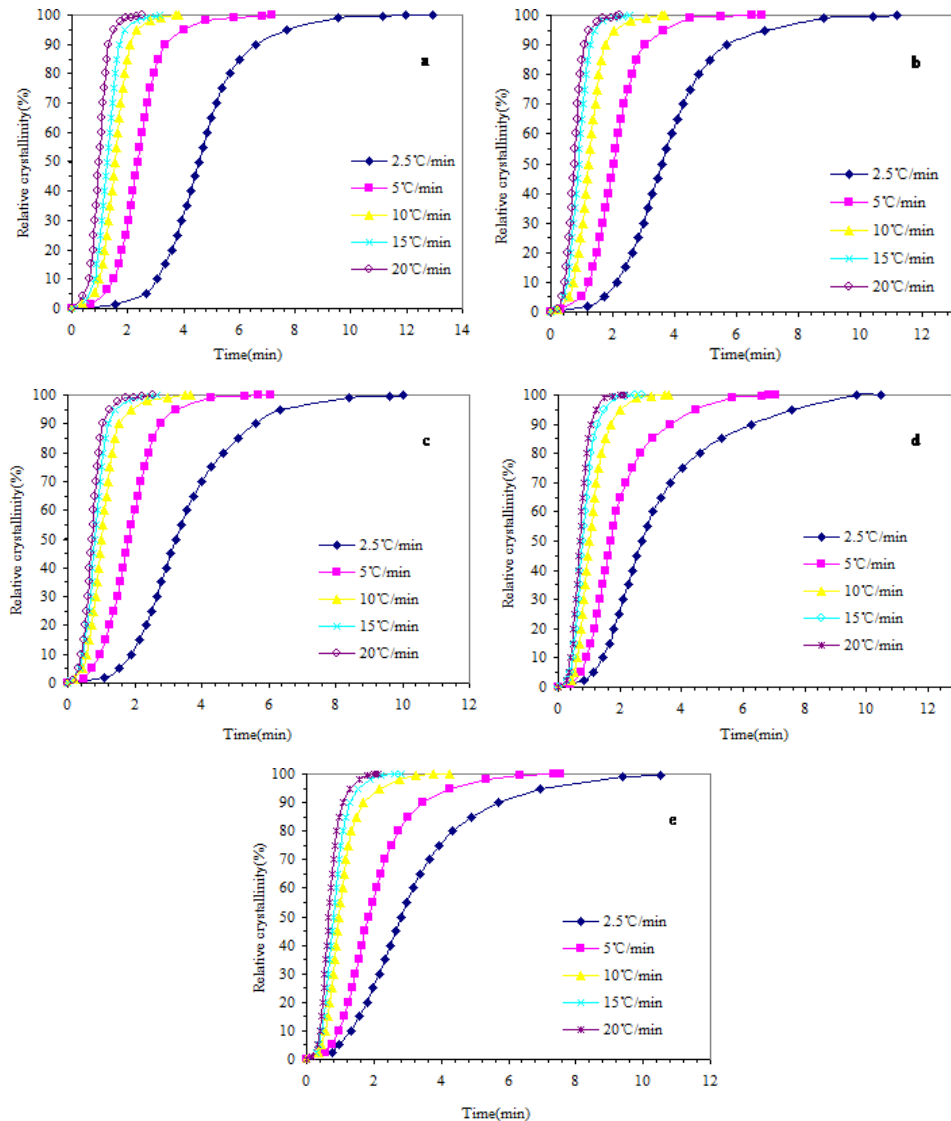 Relative crystallinity(%)
100
90
80
70
60
50
40
30
20
10
0
a
2.5℃/min
5℃/min
10℃/min
15℃/min
20℃/min
0 2 4 6 8 10 12 14
Time(min)
Relative crystallinity(%)
100
90
80
70
60
50
40
30
20
10
0
b
2.5℃/min
5℃/min
10℃/min
15℃/min
20℃/min
0 2 4 6 8 10 12
Time(min)
Relative crystallinity(%)
100
90
80
70
60
50
40
30
20
10
0
c
2.5℃/min
5℃/min
10℃/min
15℃/min
20℃/min
0 2 4 6 8 10 12
Time(min)
Relative crystallinity(%)
100
90
80
70
60
50
40
30
20
10
0
d
2.5℃/min
5℃/min
10℃/min
15℃/min
20℃/min
0 2 4 6 8 10 12
Time(min)
Relative crystallinity(%)
100
90
80
70
60
50
40
30
20
10
0
e
2.5℃/min
5℃/min
10℃/min
15℃/min
20℃/min
0 2 4 6 8 10 12
Time(min)